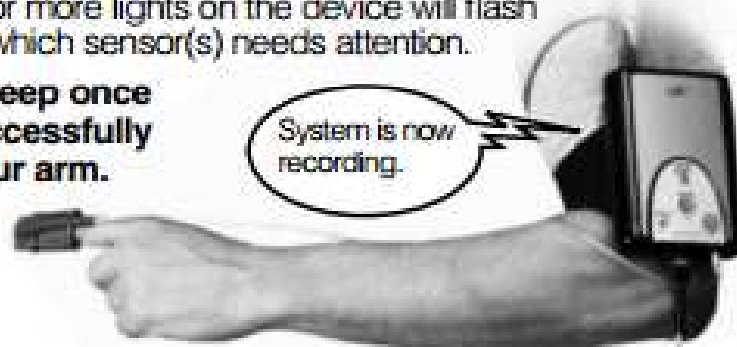 or more lights on the device will flash
which sensor(s) needs attention.
eep once
ccessfully
ur arm.
System is now
recording.